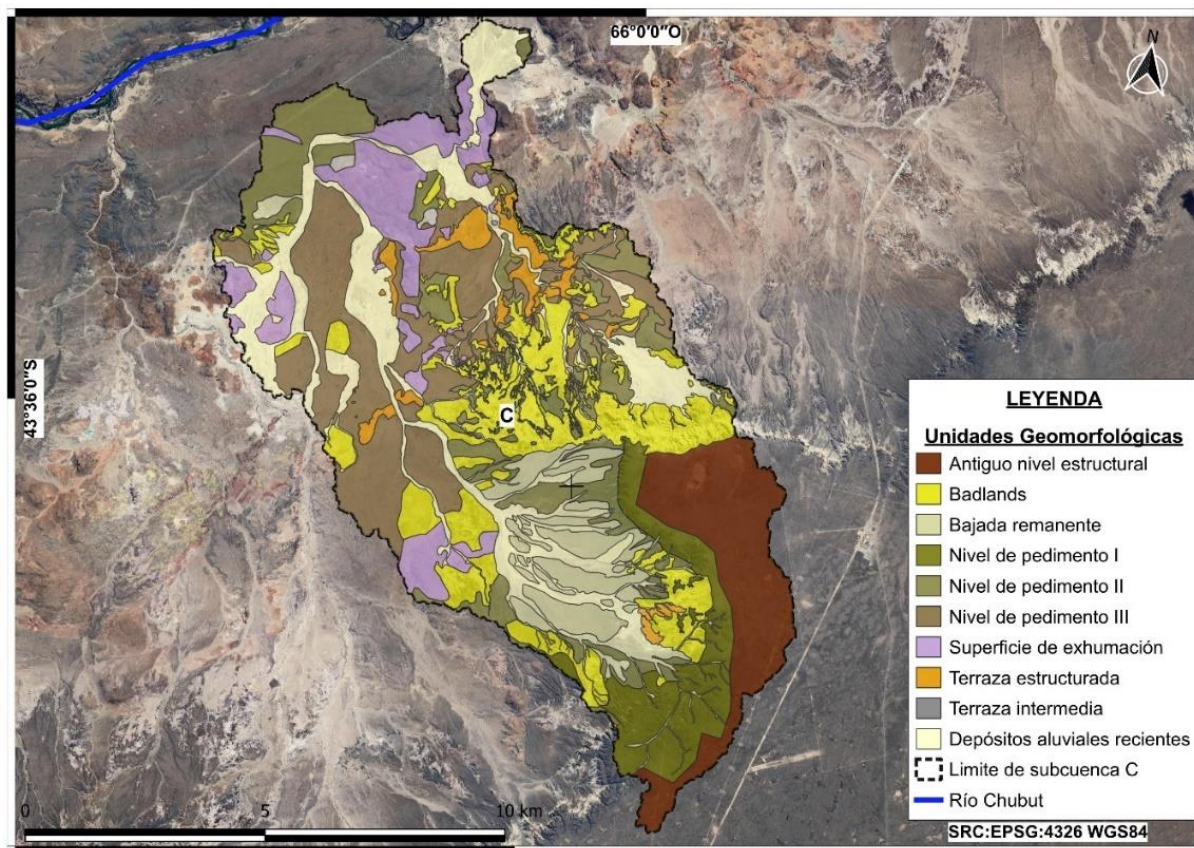 66°0'0"O
N
43°36'0"S
C
LEYENDA
Unidades Geomorfológicas
Antiguo nivel estructural
Badlands
Bajada remanente
Nivel de pedimento I
Nivel de pedimento II
Nivel de pedimento III
Superficie de exhumación
Terraza estructurada
Terraza intermedia
Depósitos aluviales recientes
Limite de subcuenca C
Río Chubut
0 5 10 km
SRC:EPSG:4326 WGS84